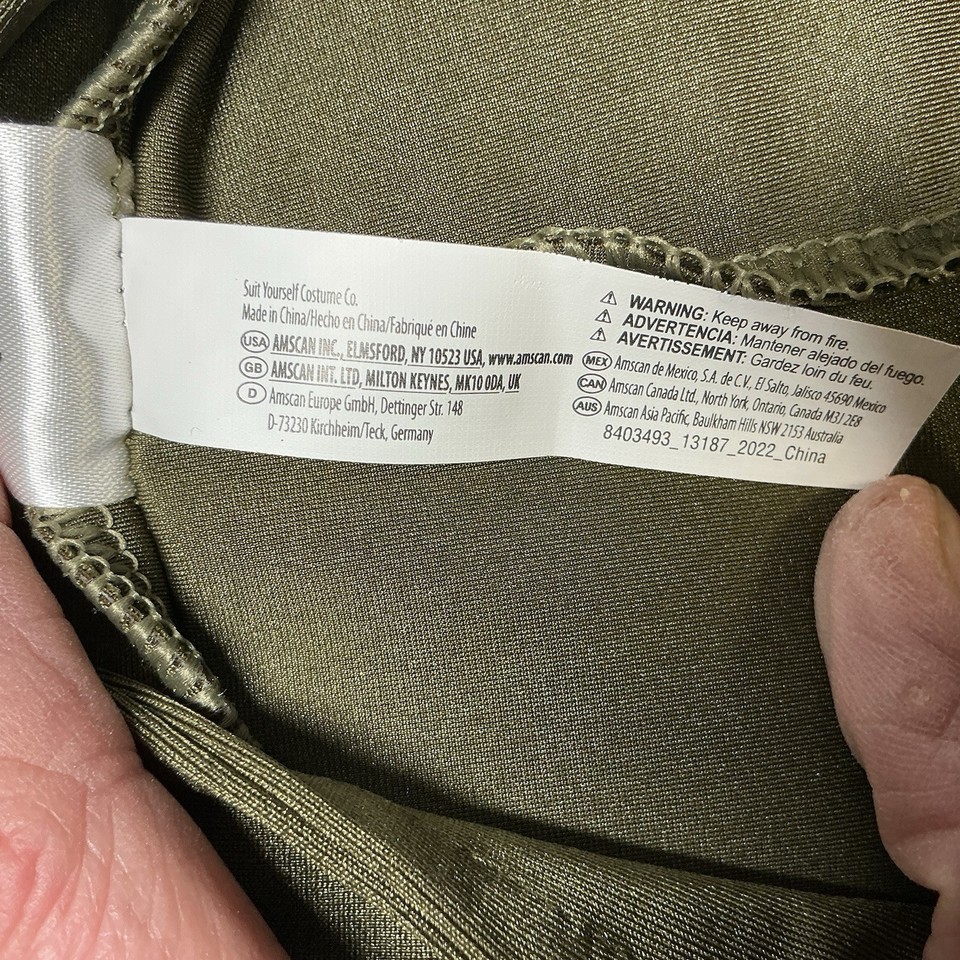 Suit Yourself Costume Co.
Made in China/Hecho en China/Fabriqué en Chine
USA AMSCAN INC., ELMSFORD, NY 10523 USA, www.amscan.com
GB AMSCAN INT. LTD, MILTON KEYNES, MK10 0DA, UK
D Amscan Europe GmbH, Dettinger Str. 148
D-73230 Kirchheim/Teck, Germany
⚠ WARNING: Keep away from fire.
⚠ ADVERTENCIA: Mantener alejado del fuego.
⚠ AVERTISSEMENT: Gardez loin du feu.
MEX Amscan de Mexico, S.A. de C.V, El Salto, Jalisco 45690 Mexico
CAN Amscan Canada Ltd., North York, Ontario, Canada M3J 2E8
AUS Amscan Asia Pacific, Baulkham Hills NSW 2153 Australia
8403493_13187_2022_China